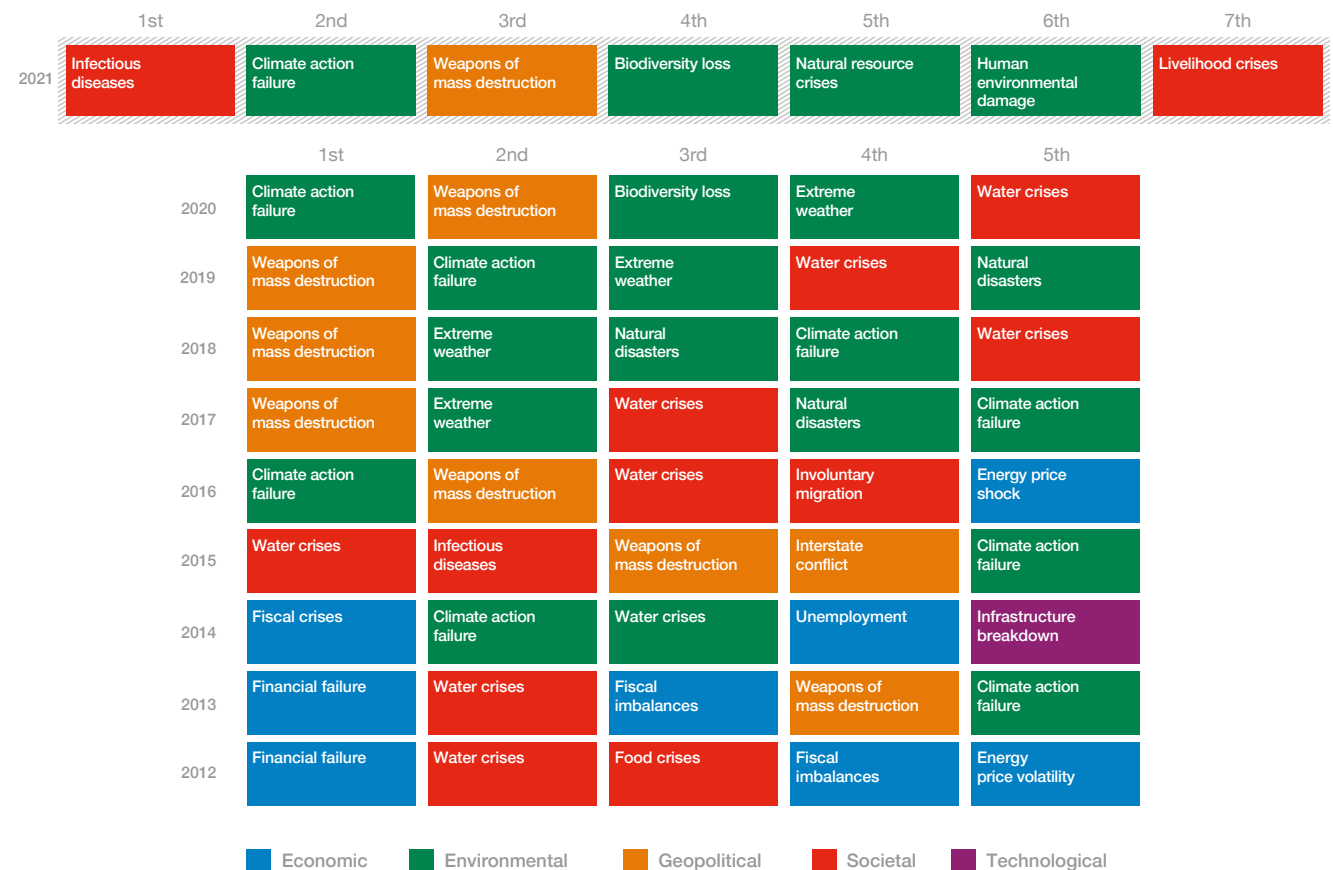 1st 2nd 3rd 4th 5th 6th 7th
2021
Infectious
diseases
Climate action
failure
Weapons of
mass destruction
Biodiversity loss
Natural resource
crises
Human
environmental
damage
Livelihood crises
1st 2nd 3rd 4th 5th
2020
Climate action
failure
Weapons of
mass destruction
Biodiversity loss
Extreme
weather
Water crises
2019
Weapons of
mass destruction
Climate action
failure
Extreme
weather
Water crises
Natural
disasters
2018
Weapons of
mass destruction
Extreme
weather
Natural
disasters
Climate action
failure
Water crises
2017
Weapons of
mass destruction
Extreme
weather
Water crises
Natural
disasters
Climate action
failure
2016
Climate action
failure
Weapons of
mass destruction
Water crises
Involuntary
migration
Energy price
shock
2015
Water crises
Infectious
diseases
Weapons of
mass destruction
Interstate
conflict
Climate action
failure
2014
Fiscal crises
Climate action
failure
Water crises
Unemployment
Infrastructure
breakdown
2013
Financial failure
Water crises
Fiscal
imbalances
Weapons of
mass destruction
Climate action
failure
2012
Financial failure
Water crises
Food crises
Fiscal
imbalances
Energy
price volatility
Economic Environmental Geopolitical Societal Technological